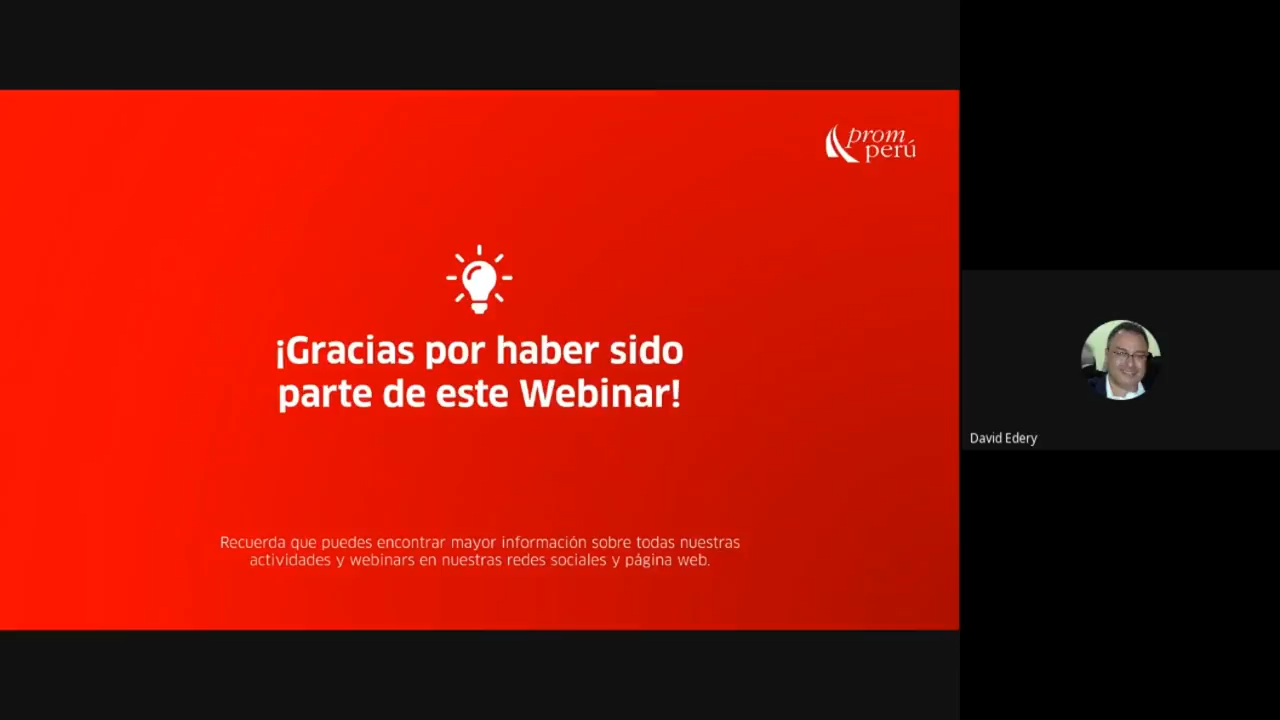 prom
perú
¡Gracias por haber sido
parte de este Webinar!
Recuerda que puedes encontrar mayor información sobre todas nuestras
actividades y webinars en nuestras redes sociales y página web.
David Edery